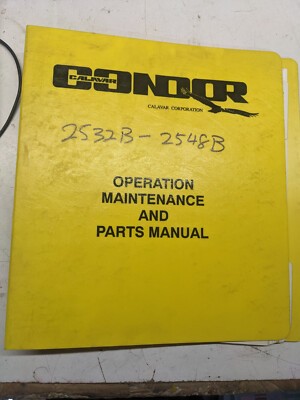 CALAVAR
CONDOR
CALAVAR CORPORATION
2532B - 2548B
OPERATION
MAINTENANCE
AND
PARTS MANUAL